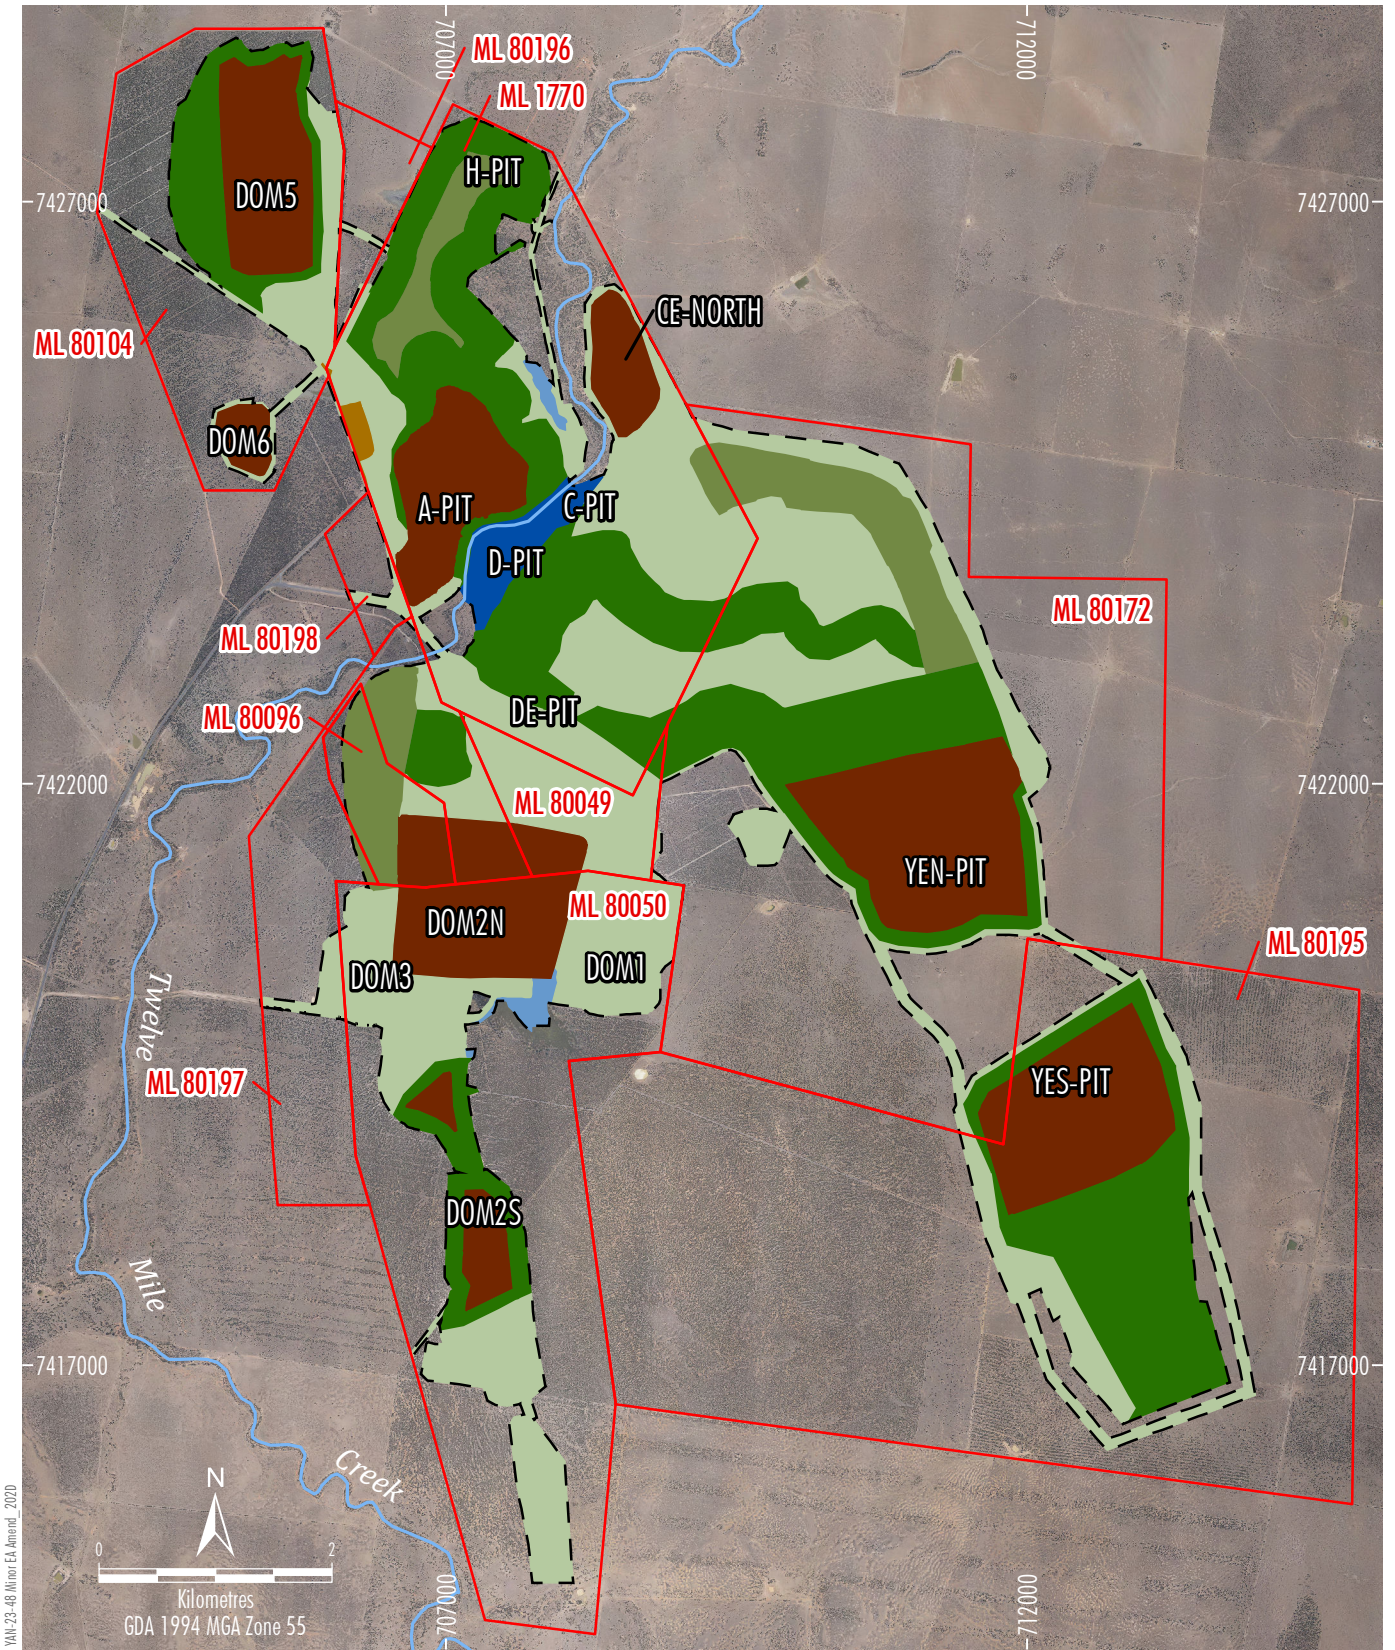 707000
712000
ML 80196
ML 1770
H-PIT
DOM5
7427000
7427000
CE-NORTH
ML 80104
DOM6
A-PIT
C-PIT
D-PIT
ML 80172
ML 80198
ML 80096
DE-PIT
7422000
7422000
ML 80049
YEN-PIT
ML 80050
DOM2N
ML 80195
DOM3
DOM1
Twelve
ML 80197
YES-PIT
DOM2S
Mile
7417000
7417000
Creek
N
0 2
Kilometres
GDA 1994 MGA Zone 55
707000
712000
YAN-23-48 Minor EA Amend_202D